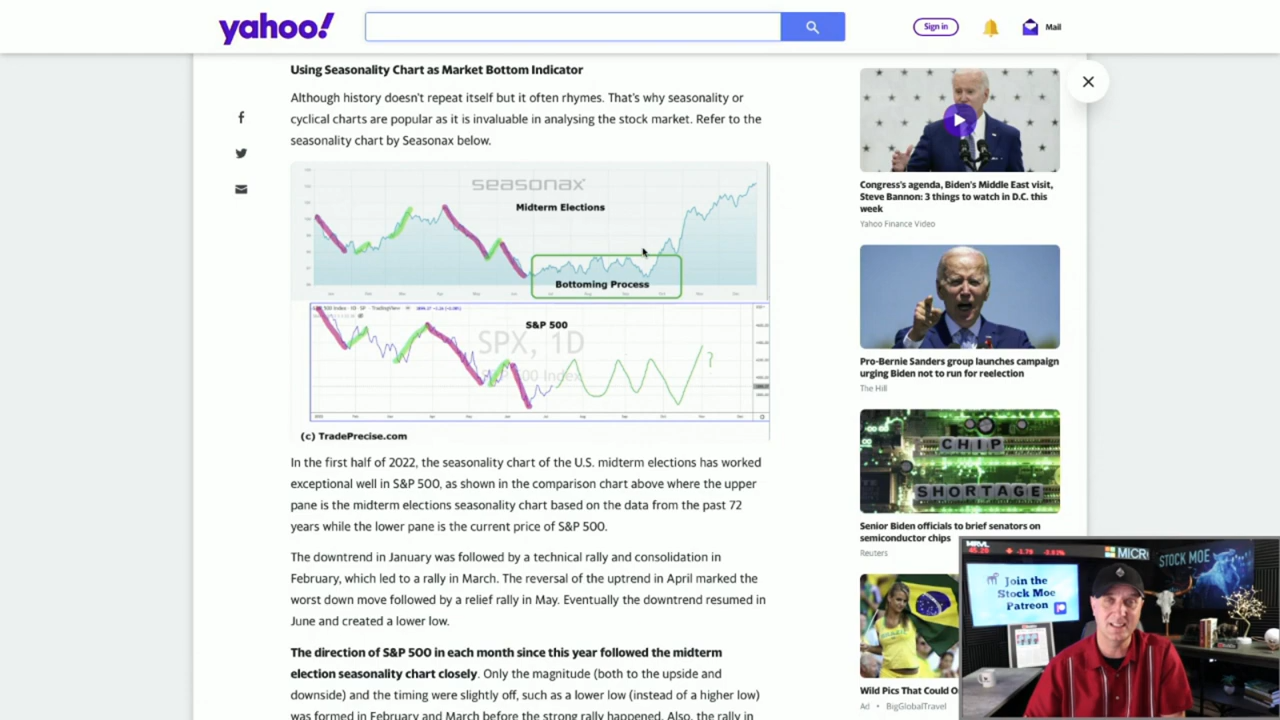 yahoo!
Sign in
Mail
Using Seasonality Chart as Market Bottom Indicator
Although history doesn't repeat itself but it often rhymes. That's why seasonality or
cyclical charts are popular as it is invaluable in analysing the stock market. Refer to the
seasonality chart by Seasonax below.
seasonax
Midterm Elections
Bottoming Process
S&P 500
SPX, 1D
(c) TradePrecise.com
In the first half of 2022, the seasonality chart of the U.S. midterm elections has worked
exceptional well in S&P 500, as shown in the comparison chart above where the upper
pane is the midterm elections seasonality chart based on the data from the past 72
years while the lower pane is the current price of S&P 500.
The downtrend in January was followed by a technical rally and consolidation in
February, which led to a rally in March. The reversal of the uptrend in April marked the
worst down move followed by a relief rally in May. Eventually the downtrend resumed in
June and created a lower low.
The direction of S&P 500 in each month since this year followed the midterm
election seasonality chart closely. Only the magnitude (both to the upside and
downside) and the timing were slightly off, such as a lower low (instead of a higher low)
was formed in February and March before the strong rally happened. Also, the rally in
Congress's agenda, Biden's Middle East visit,
Steve Bannon: 3 things to watch in D.C. this
week
Yahoo Finance Video
Pro-Bernie Sanders group launches campaign
urging Biden not to run for reelection
The Hill
CHIP
SHORTAGE
Senior Biden officials to brief senators on
semiconductor chips
Reuters
Wild Pics That Could O
Ad • BigGlobalTravel
MICR
STOCK MOE
Join the
Stock Moe
Patreon